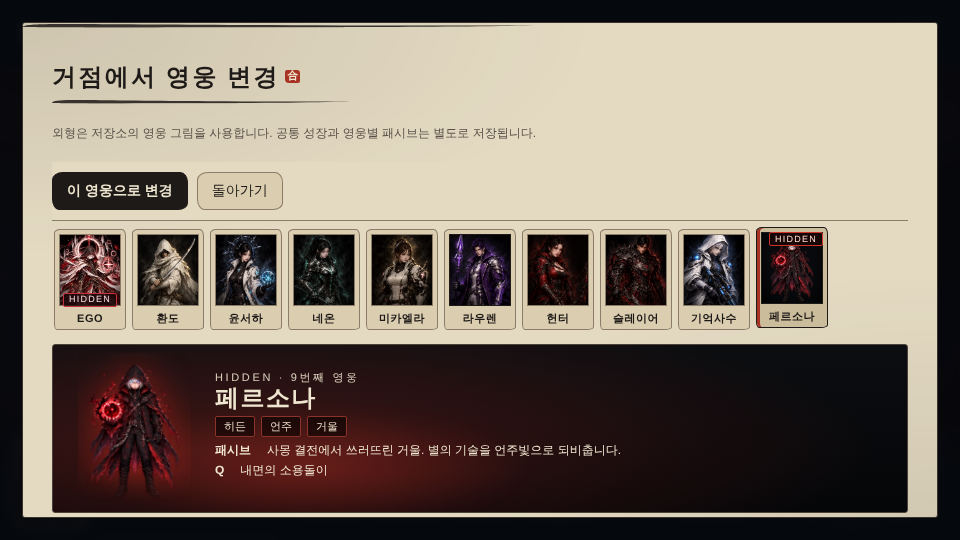 거점에서 영웅 변경 合
외형은 저장소의 영웅 그림을 사용합니다. 공통 성장과 영웅별 패시브는 별도로 저장됩니다.
이 영웅으로 변경 돌아가기
HIDDEN
HIDDEN
EGO 환도 윤서하 네온 미카엘라 라우렌 헌터 슬레이어 기억사수 페르소나
HIDDEN · 9번째 영웅
페르소나
히든 언주 거울
패시브 사몽 결전에서 쓰러뜨린 거울. 별의 기술을 언주빛으로 되비춥니다.
Q 내면의 소용돌이